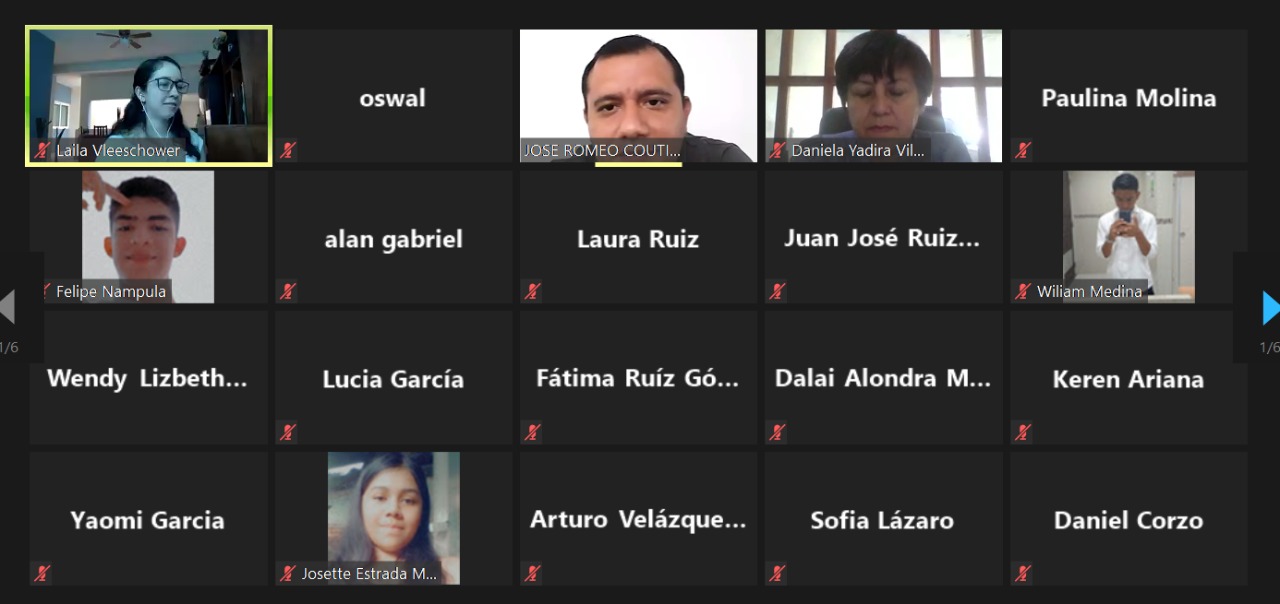 Laila Vleeschower
oswal
JOSE ROMEO COUTI...
Daniela Yadira Vil...
Paulina Molina
Felipe Nampula
alan gabriel
Laura Ruiz
Juan José Ruiz...
Wiliam Medina
1/6
1/6
Wendy Lizbeth...
Lucia García
Fátima Ruíz Gó...
Dalai Alondra M...
Keren Ariana
Yaomi Garcia
Josette Estrada M...
Arturo Velázque...
Sofia Lázaro
Daniel Corzo